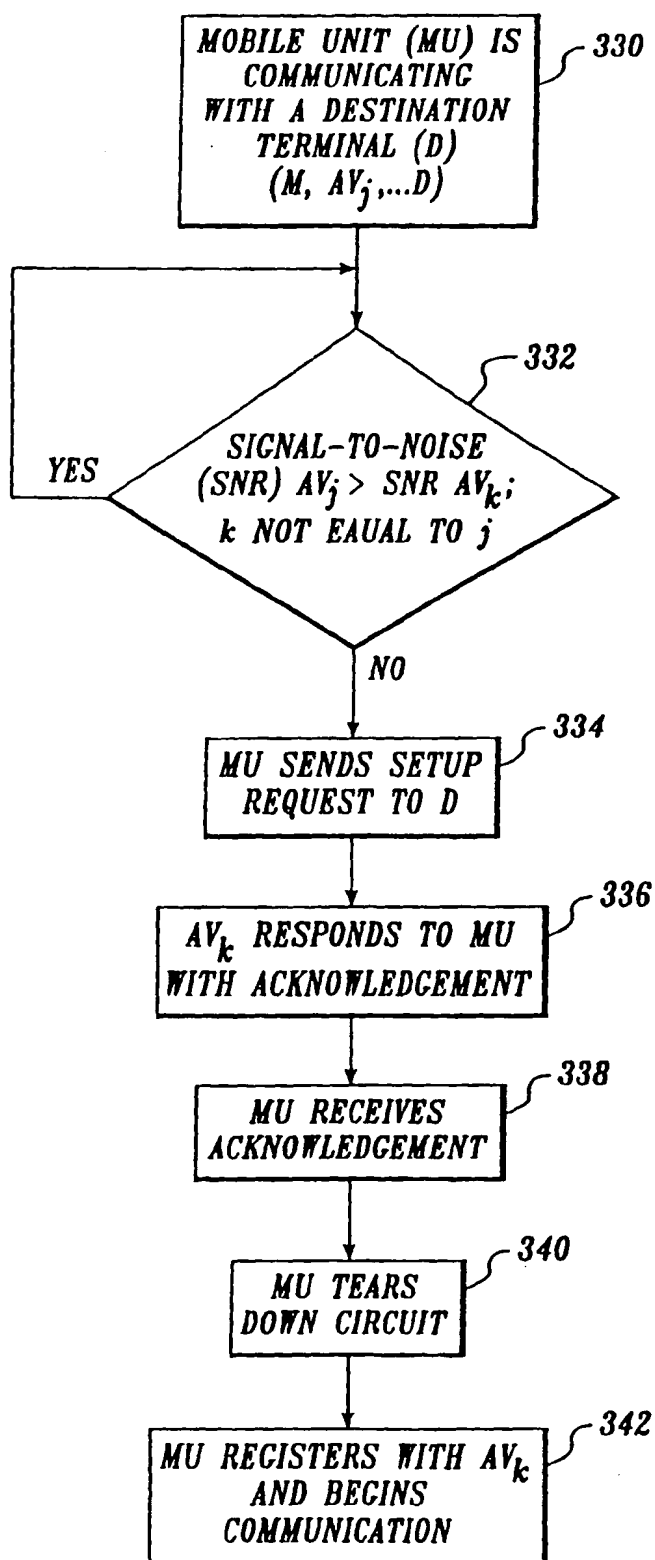 MOBILE UNIT (MU) IS
COMMUNICATING
WITH A DESTINATION
TERMINAL (D)
(M, AVj,...D)
330
332
SIGNAL-TO-NOISE
(SNR) AVj > SNR AVk;
k NOT EAUAL TO j
YES
NO
334
MU SENDS SETUP
REQUEST TO D
336
AVk RESPONDS TO MU
WITH ACKNOWLEDGEMENT
338
MU RECEIVES
ACKNOWLEDGEMENT
340
MU TEARS
DOWN CIRCUIT
342
MU REGISTERS WITH AVk
AND BEGINS
COMMUNICATION